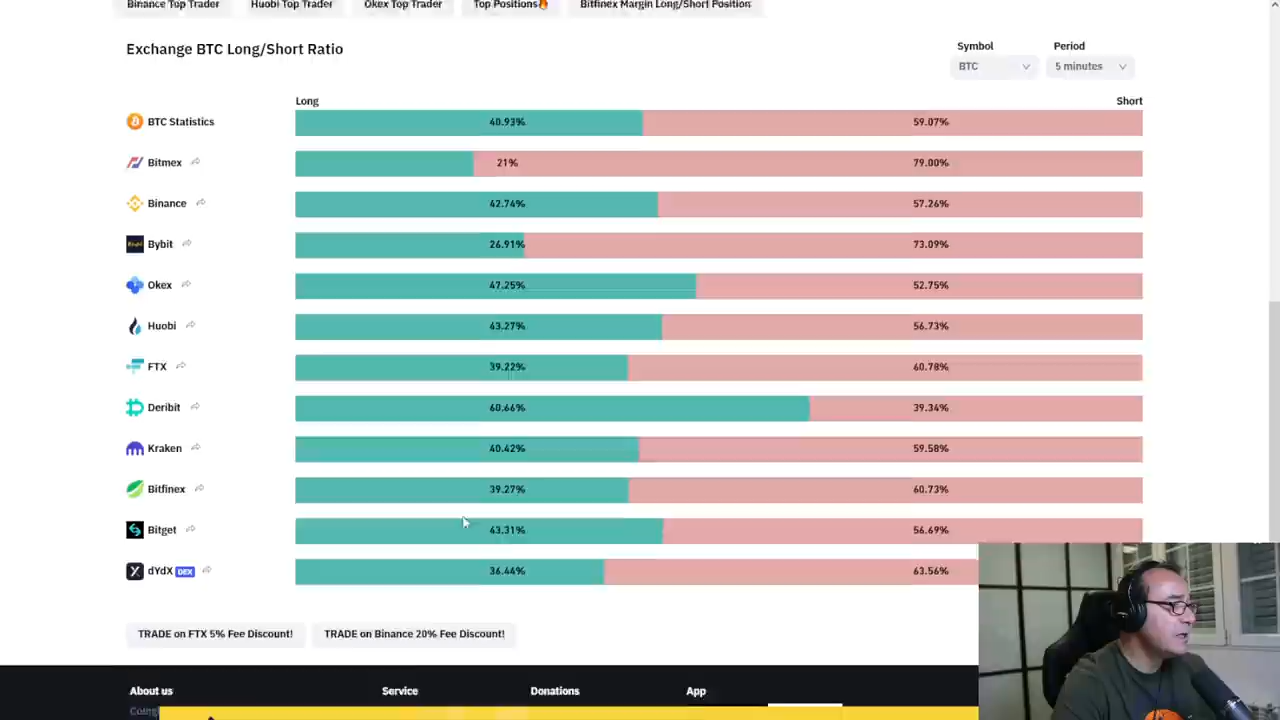 Binance Top Trader Huobi Top Trader Okex Top Trader Top Positions🔥 Bitfinex Margin Long/Short Position
Exchange BTC Long/Short Ratio
Symbol Period
BTC 5 minutes
Long Short
BTC Statistics 40.93% 59.07%
Bitmex 21% 79.00%
Binance 42.74% 57.26%
Bybit 26.91% 73.09%
Okex 47.25% 52.75%
Huobi 43.27% 56.73%
FTX 39.22% 60.78%
Deribit 60.66% 39.34%
Kraken 40.42% 59.58%
Bitfinex 39.27% 60.73%
Bitget 43.31% 56.69%
dYdX DEX 36.44% 63.56%
TRADE on FTX 5% Fee Discount! TRADE on Binance 20% Fee Discount!
About us Service Donations App